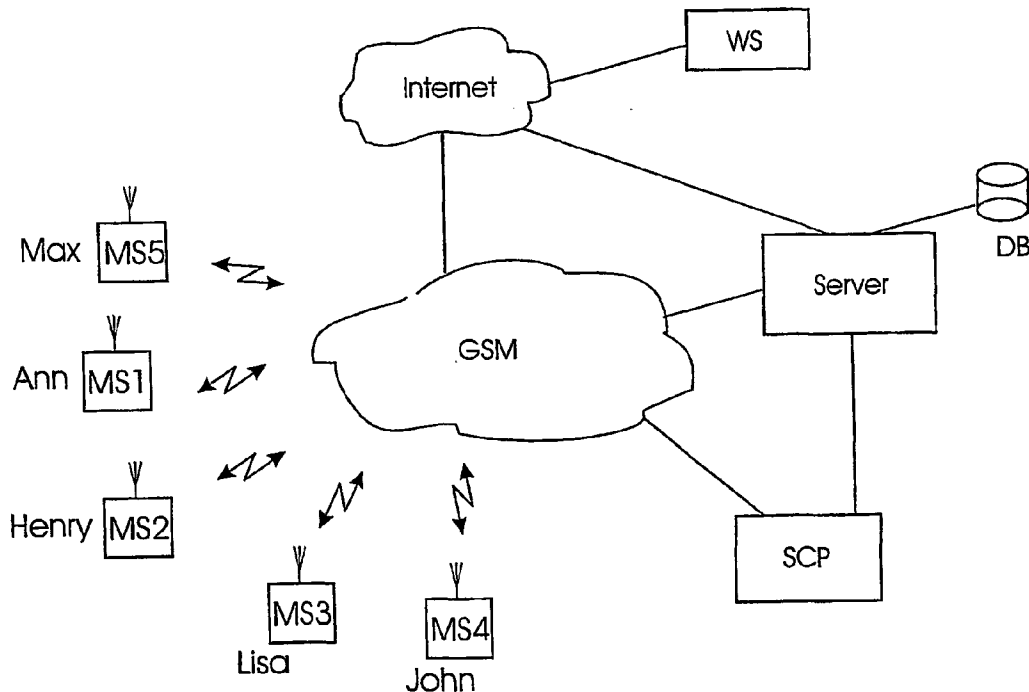 WS
Internet
DB
Server
Max MS5
GSM
Ann MS1
Henry MS2
SCP
MS3
Lisa
MS4
John